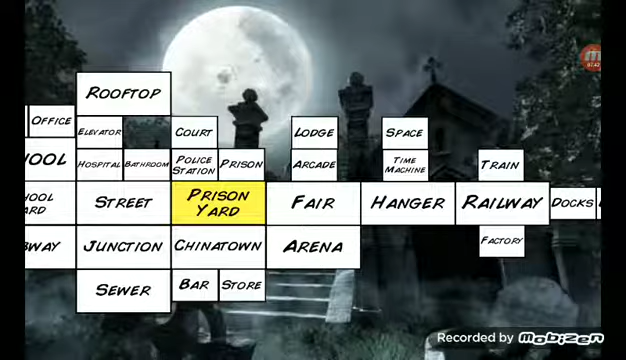 ROOFTOP
OFFICE
ELEVATOR
COURT
LODGE
SPACE
HOSPITAL
BATHROOM
POLICE
STATION
PRISON
ARCADE
TIME
MACHINE
TRAIN
STREET
PRISON
YARD
FAIR
HANGER
RAILWAY
DOCKS
JUNCTION
CHINATOWN
ARENA
FACTORY
SEWER
BAR
STORE
Recorded by MOBIZEN